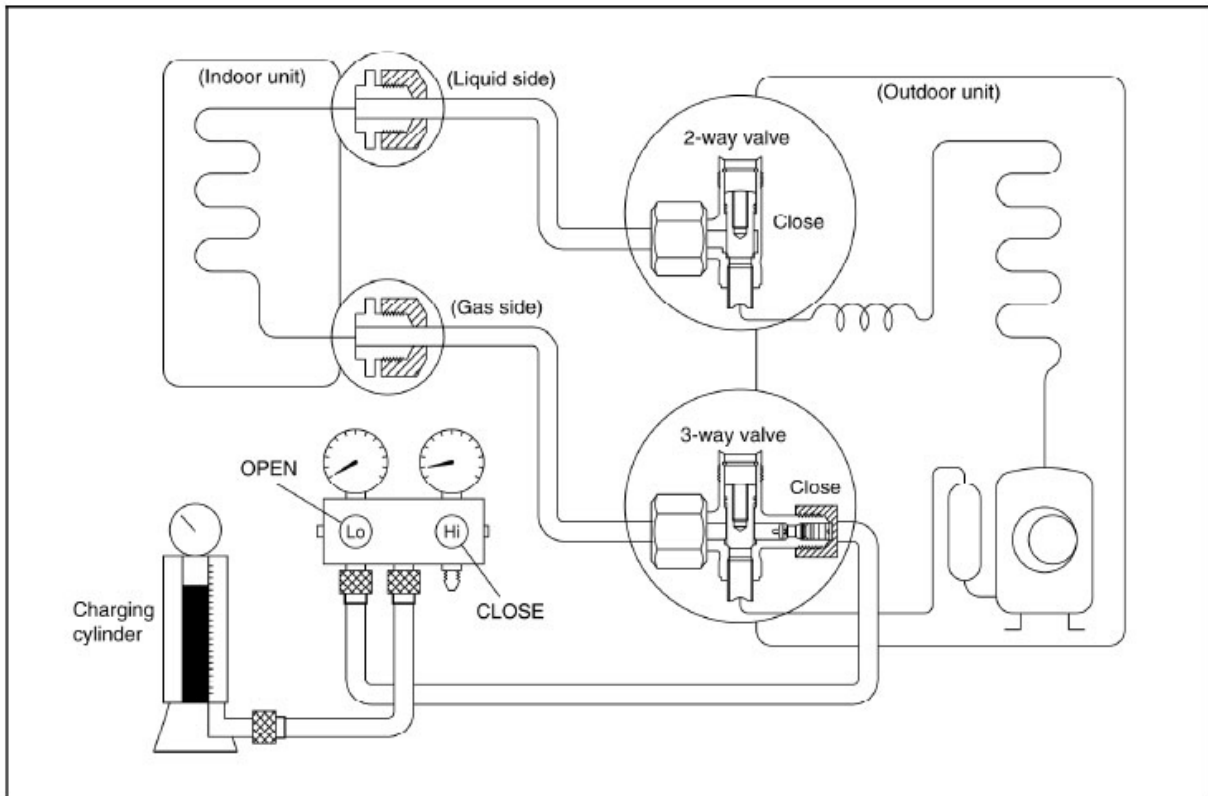 (Indoor unit)
(Liquid side)
(Outdoor unit)
2-way valve
Close
(Gas side)
3-way valve
Close
OPEN
Lo
Hi
CLOSE
Charging
cylinder